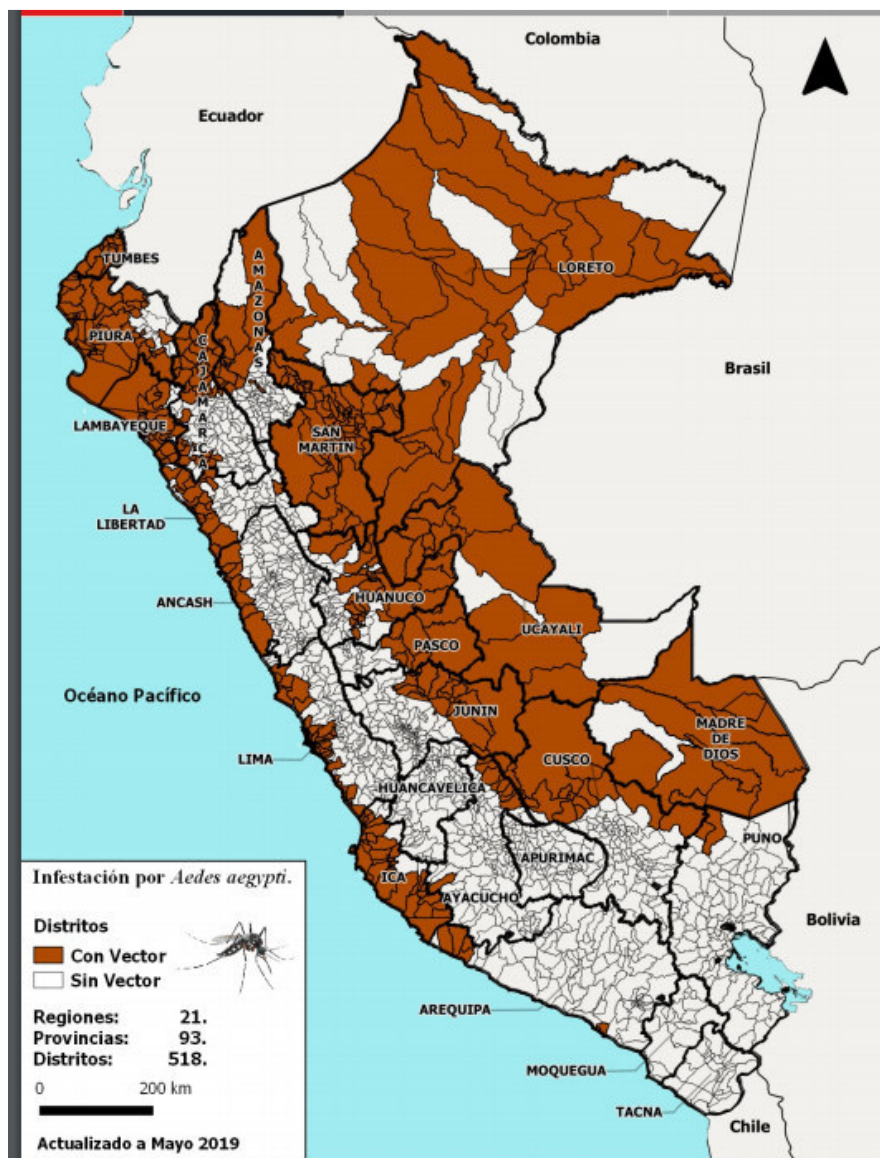 Colombia
Ecuador
TUMBES
AMAZONAS
LORETO
PIURA
CAJAMARCA
Brasil
LAMBAYEQUE
SAN
MARTIN
LA
LIBERTAD
ANCASH
HUANUCO
UCAYALI
PASCO
Océano Pacífico
JUNIN
MADRE
DE
DIOS
LIMA
CUSCO
HUANCAVELICA
PUNO
APURIMAC
ICA
AYACUCHO
Bolivia
AREQUIPA
MOQUEGUA
TACNA
Chile
Infestación por Aedes aegypti.
Distritos
Con Vector
Sin Vector
Regiones: 21.
Provincias: 93.
Distritos: 518.
0 200 km
Actualizado a Mayo 2019